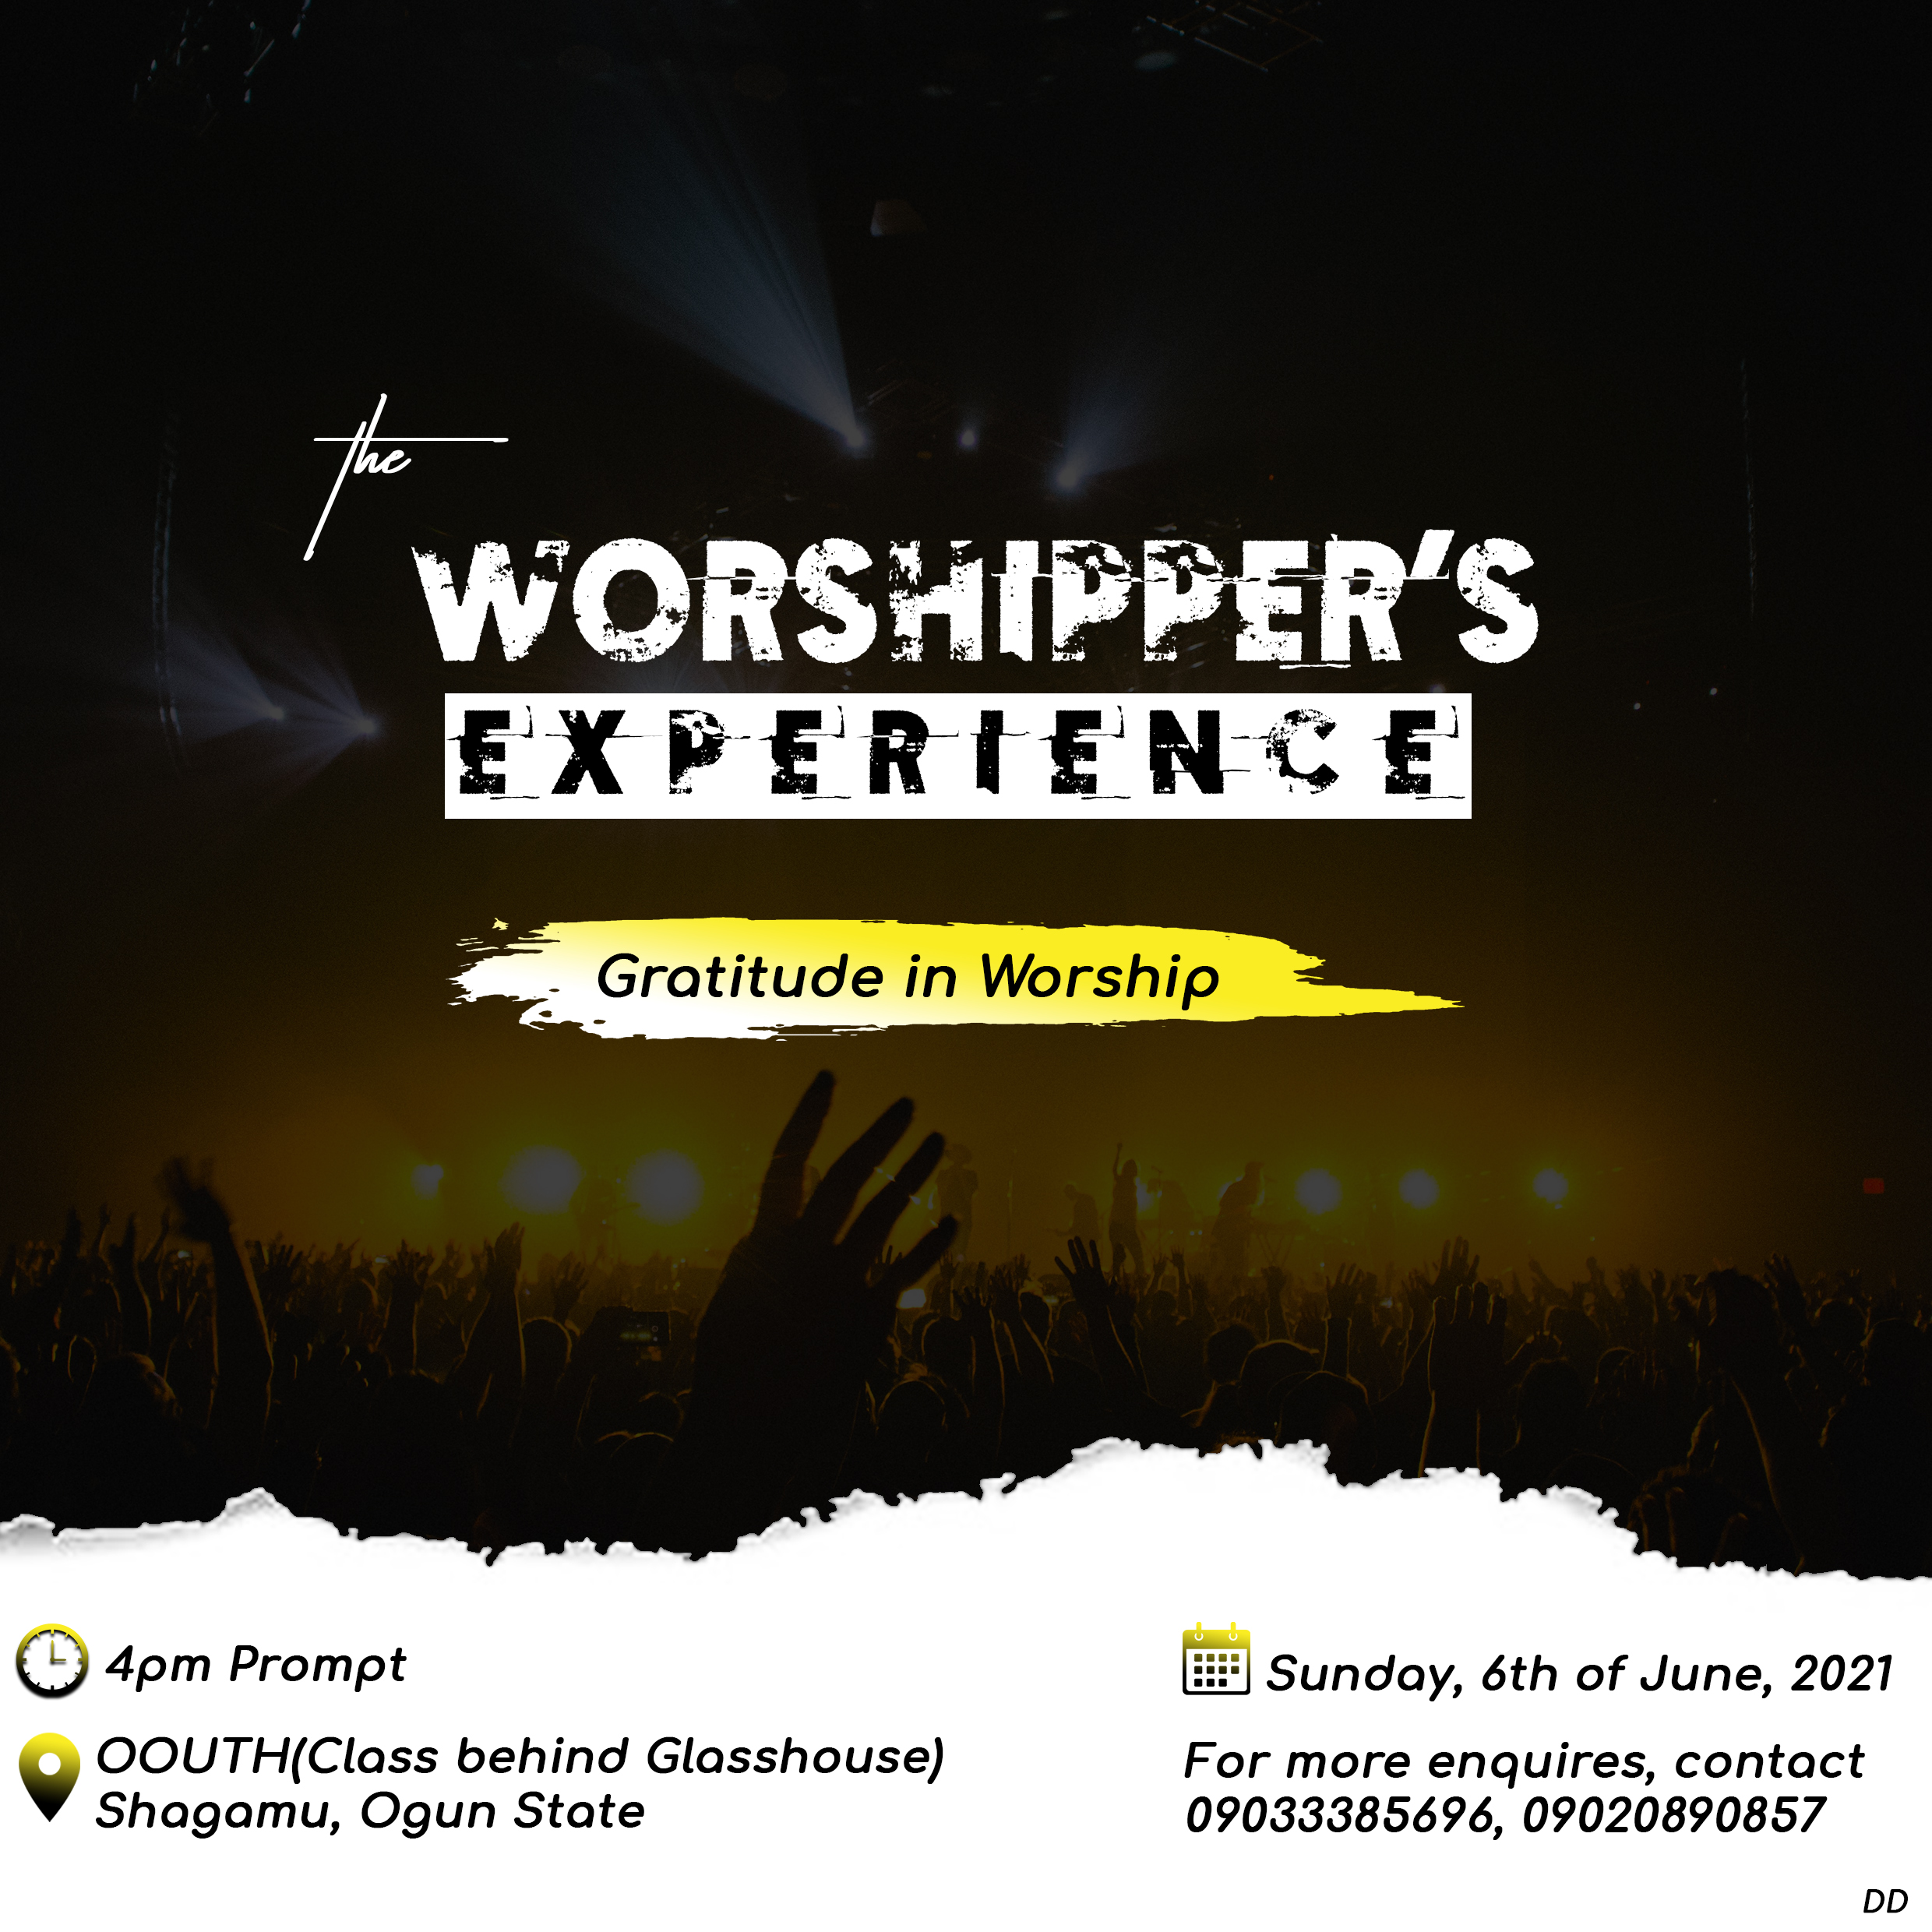 the
WORSHIPPER'S
EXPERIENCE
Gratitude in Worship
4pm Prompt
OOUTH(Class behind Glasshouse)
Shagamu, Ogun State
Sunday, 6th of June, 2021
For more enquires, contact
09033385696, 09020890857
DD